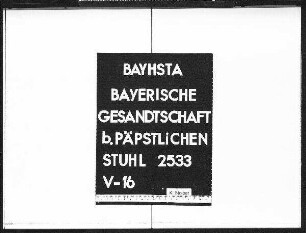 BAYHSTA
BAYERISCHE
GESANDTSCHAFT
b. PÄPSTLICHEN
STUHL 2533
V-16